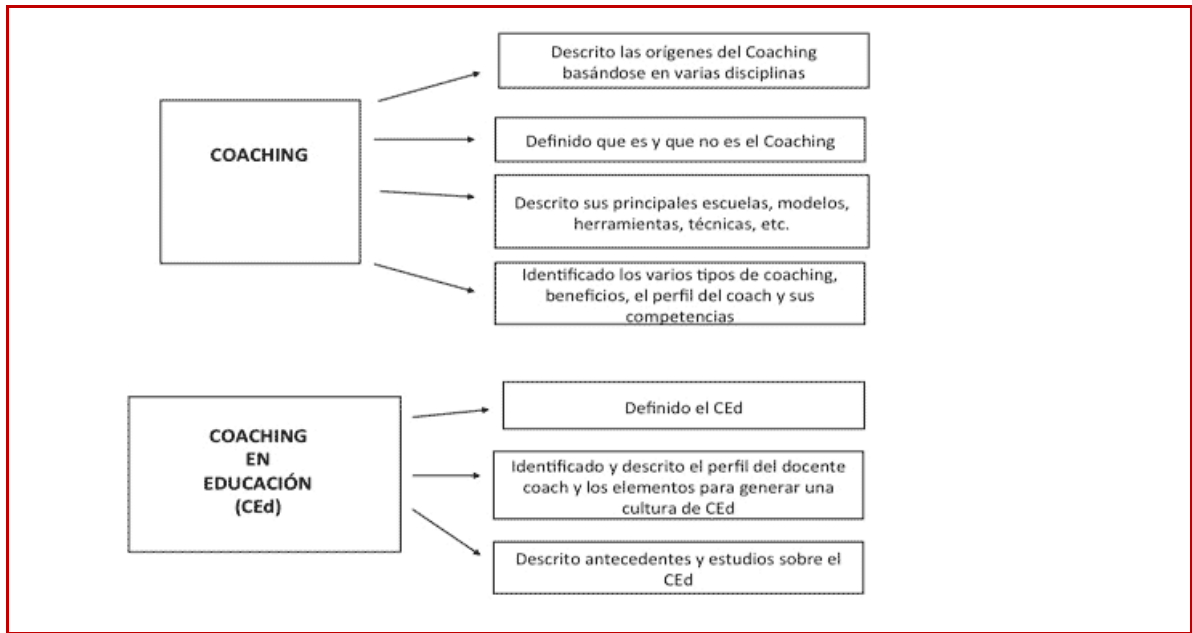 COACHING
Descrito las orígenes del Coaching
basándose en varias disciplinas
Definido que es y que no es el Coaching
Descrito sus principales escuelas, modelos,
herramientas, técnicas, etc.
Identificado los varios tipos de coaching,
beneficios, el perfil del coach y sus
competencias
COACHING
EN
EDUCACIÓN
(CEd)
Definido el CEd
Identificado y descrito el perfil del docente
coach y los elementos para generar una
cultura de CEd
Descrito antecedentes y estudios sobre el
CEd